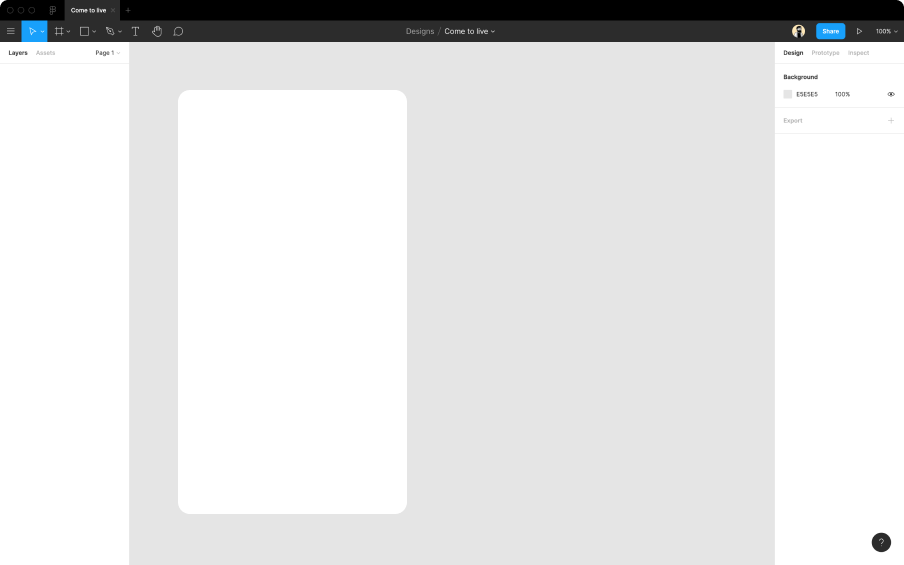 Come to live
Designs / Come to live
Share
100%
Layers Assets Page 1
Design Prototype Inspect
Background
E5E5E5 100%
Export
?